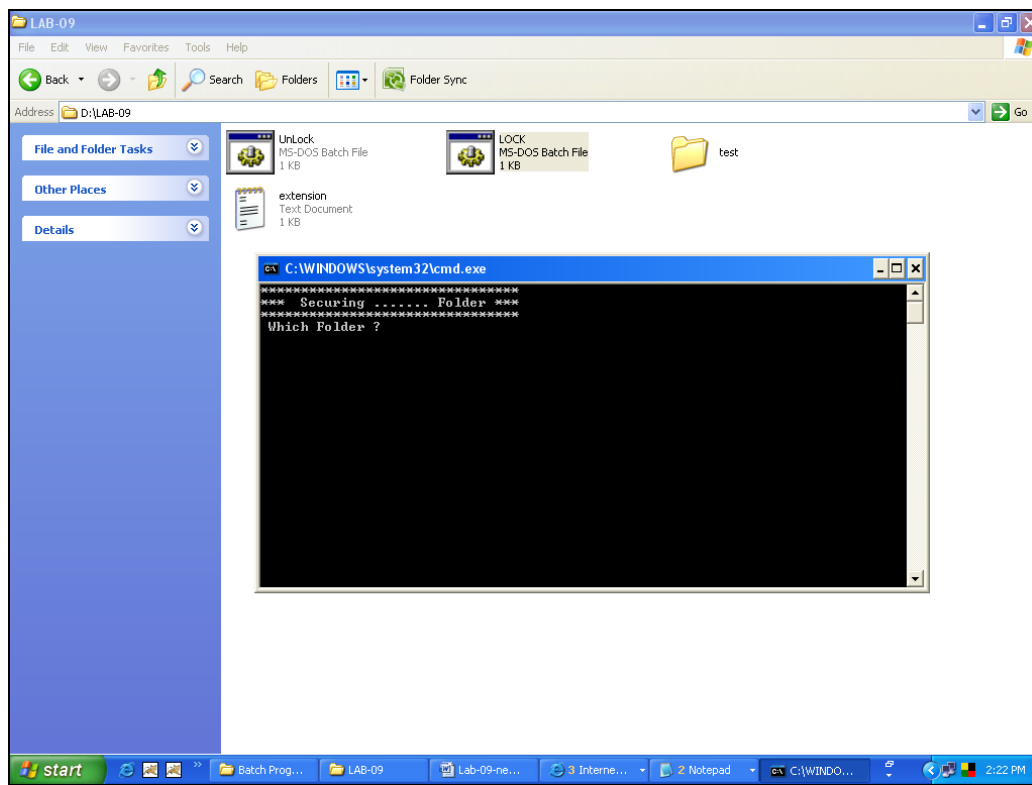 LAB-09
File Edit View Favorites Tools Help
Back Search Folders Folder Sync
Address D:\LAB-09 Go
File and Folder Tasks
Other Places
Details
UnLock
MS-DOS Batch File
1 KB
LOCK
MS-DOS Batch File
1 KB
test
extension
Text Document
1 KB
C:\WINDOWS\system32\cmd.exe
*********************************
*** Securing ....... Folder ***
*********************************
Which Folder ?
start Batch Prog... LAB-09 Lab-09-ne... 3 Interne... 2 Notepad C:\WINDO... 2:22 PM